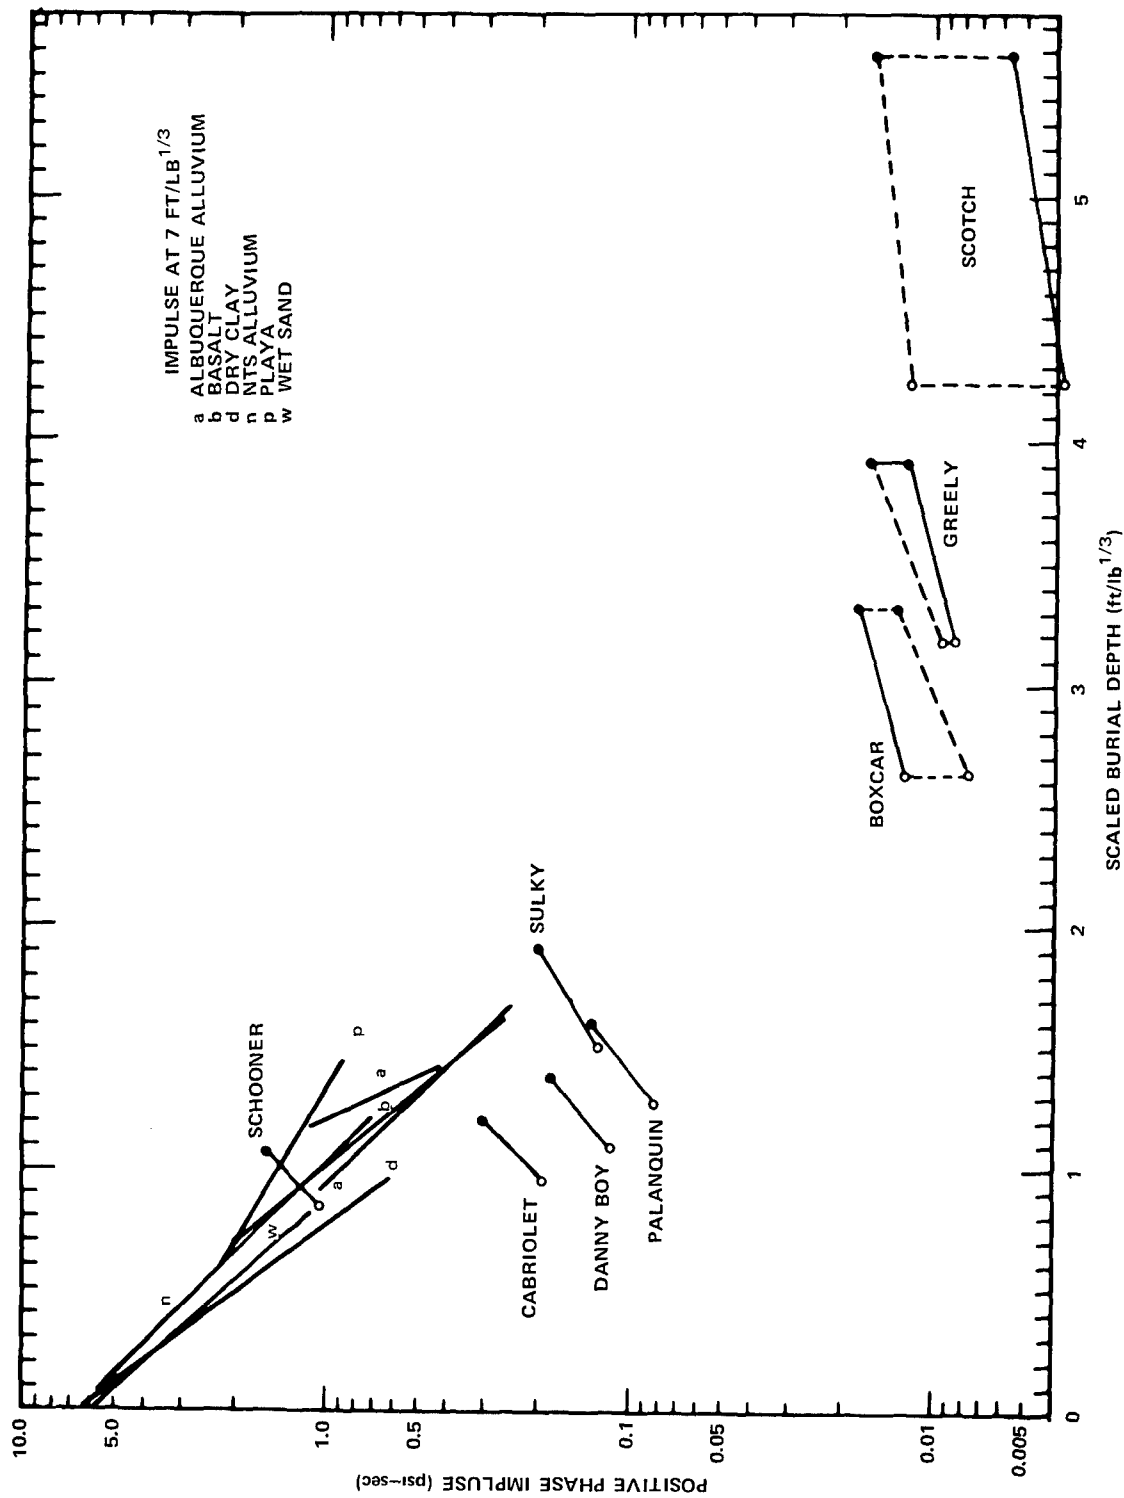 IMPULSE AT 7 FT/LB^1/3
a ALBUQUERQUE ALLUVIUM
b BASALT
d DRY CLAY
n NTS ALLUVIUM
p PLAYA
w WET SAND
POSITIVE PHASE IMPLUSE (psi–sec)
10.0
5.0
1.0
0.5
0.1
0.05
0.01
0.005
n
w
a
d
b
a
p
SCHOONER
CABRIOLET
DANNY BOY
PALANQUIN
SULKY
BOXCAR
GREELY
SCOTCH
0
1
2
3
4
5
SCALED BURIAL DEPTH (ft/lb^1/3)